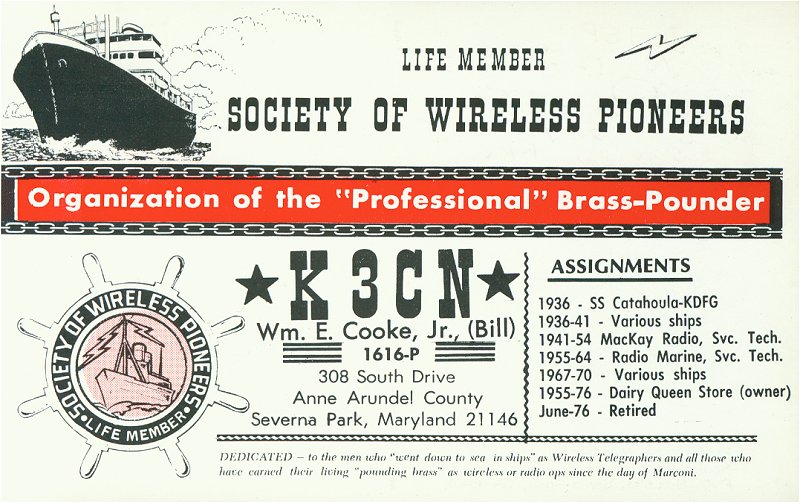 LIFE MEMBER
SOCIETY OF WIRELESS PIONEERS
Organization of the "Professional" Brass-Pounder
K3CN
Wm. E. Cooke, Jr., (Bill)
1616-P
308 South Drive
Anne Arundel County
Severna Park, Maryland 21146
SOCIETY OF WIRELESS PIONEERS
• LIFE MEMBER •
ASSIGNMENTS
1936 - SS Catahoula-KDFG
1936-41 - Various ships
1941-54 MacKay Radio, Svc. Tech.
1955-64 - Radio Marine, Svc. Tech.
1967-70 - Various ships
1955-76 - Dairy Queen Store (owner)
June-76 - Retired
DEDICATED – to the men who "went down to sea in ships" as Wireless Telegraphers and all those who
have earned their living "pounding brass" as wireless or radio ops since the day of Marconi.